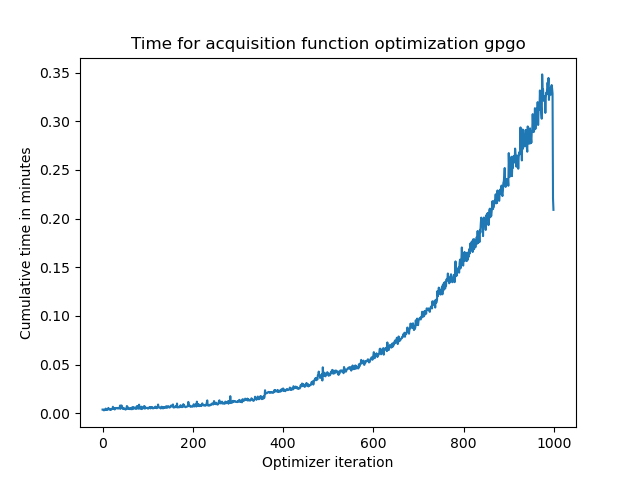 Time for acquisition function optimization gpgo
0.35
0.30
0.25
0.20
0.15
0.10
0.05
0.00
Cumulative time in minutes
0 200 400 600 800 1000
Optimizer iteration